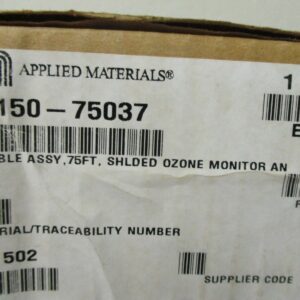 APPLIED MATERIALS®
1
150-75037
E
BLE ASSY,75FT, SHLDED OZONE MONITOR AN
RIAL/TRACEABILITY NUMBER
502
SUPPLIER CODE